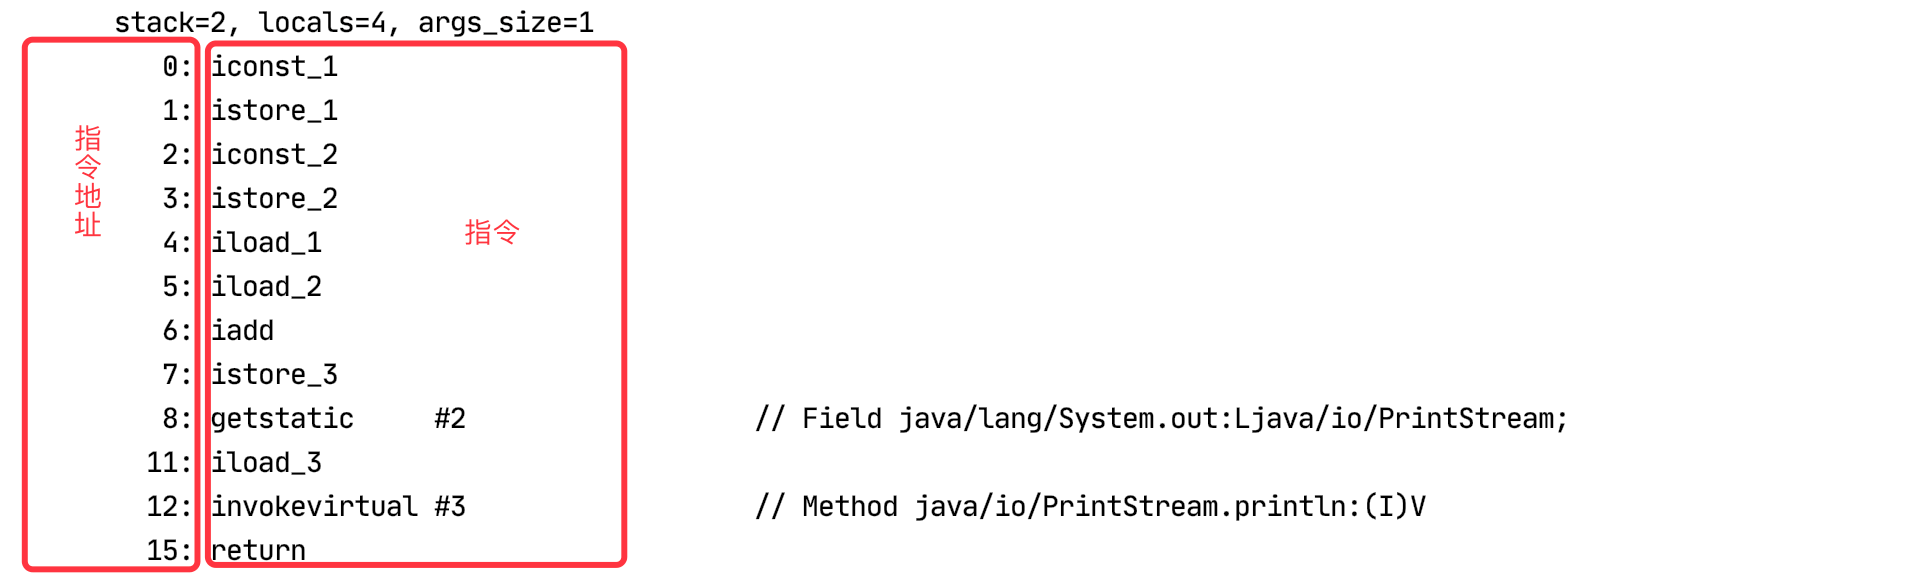 stack=2, locals=4, args_size=1
0: iconst_1
1: istore_1
2: iconst_2
3: istore_2
4: iload_1
5: iload_2
6: iadd
7: istore_3
8: getstatic     #2                  // Field java/lang/System.out:Ljava/io/PrintStream;
11: iload_3
12: invokevirtual #3                  // Method java/io/PrintStream.println:(I)V
15: return
指令地址
指令